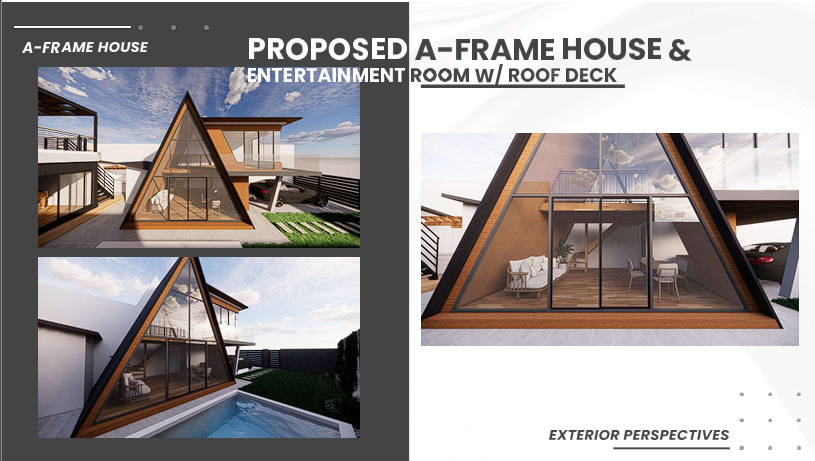 A-FRAME HOUSE
PROPOSED A-FRAME HOUSE &
ENTERTAINMENT ROOM W/ ROOF DECK
EXTERIOR PERSPECTIVES